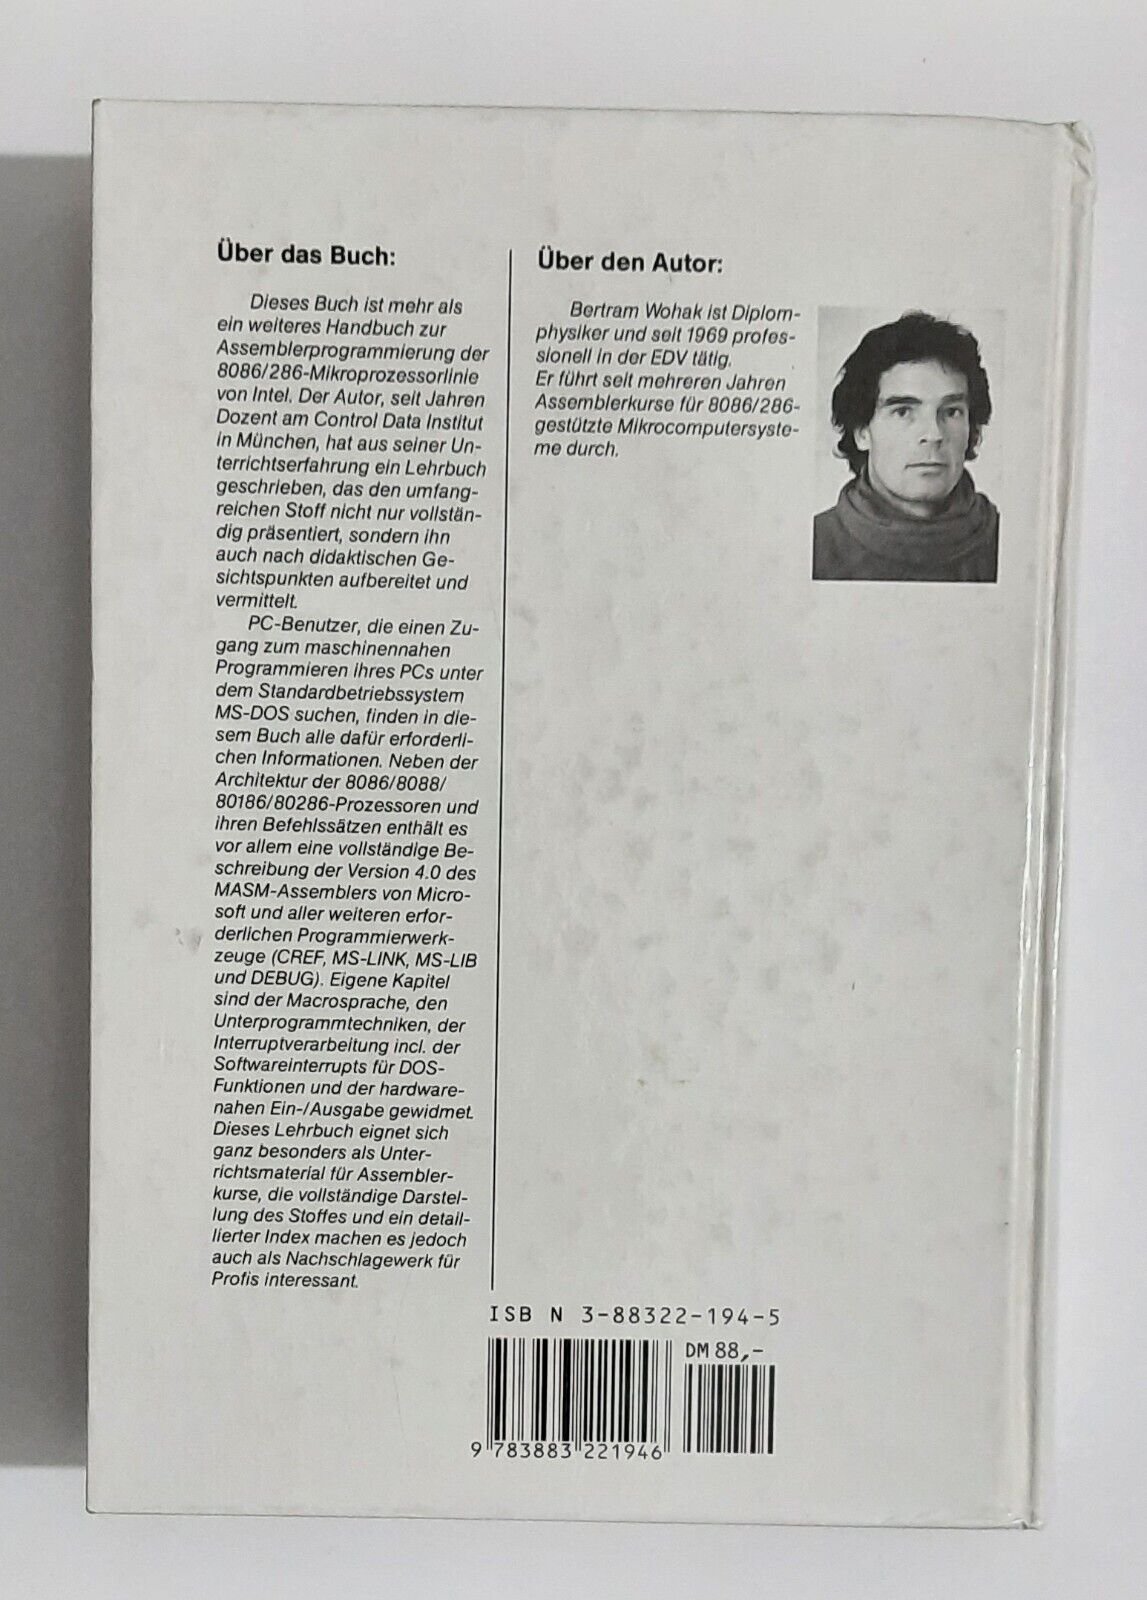 Über das Buch:
Dieses Buch ist mehr als
ein weiteres Handbuch zur
Assemblerprogrammierung der
8086/286-Mikroprozessorlinie
von Intel. Der Autor, seit Jahren
Dozent am Control Data Institut
in München, hat aus seiner Un-
terrichtserfahrung ein Lehrbuch
geschrieben, das den umfang-
reichen Stoff nicht nur vollstän-
dig präsentiert, sondern ihn
auch nach didaktischen Ge-
sichtspunkten aufbereitet und
vermittelt.
PC-Benutzer, die einen Zu-
gang zum maschinennahen
Programmieren ihres PCs unter
dem Standardbetriebssystem
MS-DOS suchen, finden in die-
sem Buch alle dafür erforderli-
chen Informationen. Neben der
Architektur der 8086/8088/
80186/80286-Prozessoren und
ihren Befehlssätzen enthält es
vor allem eine vollständige Be-
schreibung der Version 4.0 des
MASM-Assemblers von Micro-
soft und aller weiteren erfor-
derlichen Programmierwerk-
zeuge (CREF, MS-LINK, MS-LIB
und DEBUG). Eigene Kapitel
sind der Macrosprache, den
Unterprogrammtechniken, der
Interruptverarbeitung incl. der
Softwareinterrupts für DOS-
Funktionen und der hardware-
nahen Ein-/Ausgabe gewidmet.
Dieses Lehrbuch eignet sich
ganz besonders als Unter-
richtsmaterial für Assembler-
kurse, die vollständige Darstel-
lung des Stoffes und ein detail-
lierter Index machen es jedoch
auch als Nachschlagewerk für
Profis interessant.
Über den Autor:
Bertram Wohak ist Diplom-
physiker und seit 1969 profes-
sionell in der EDV tätig.
Er führt seit mehreren Jahren
Assemblerkurse für 8086/286-
gestützte Mikrocomputersyste-
me durch.
ISB N 3-88322-194-5
DM 88,-
9 783883 221946